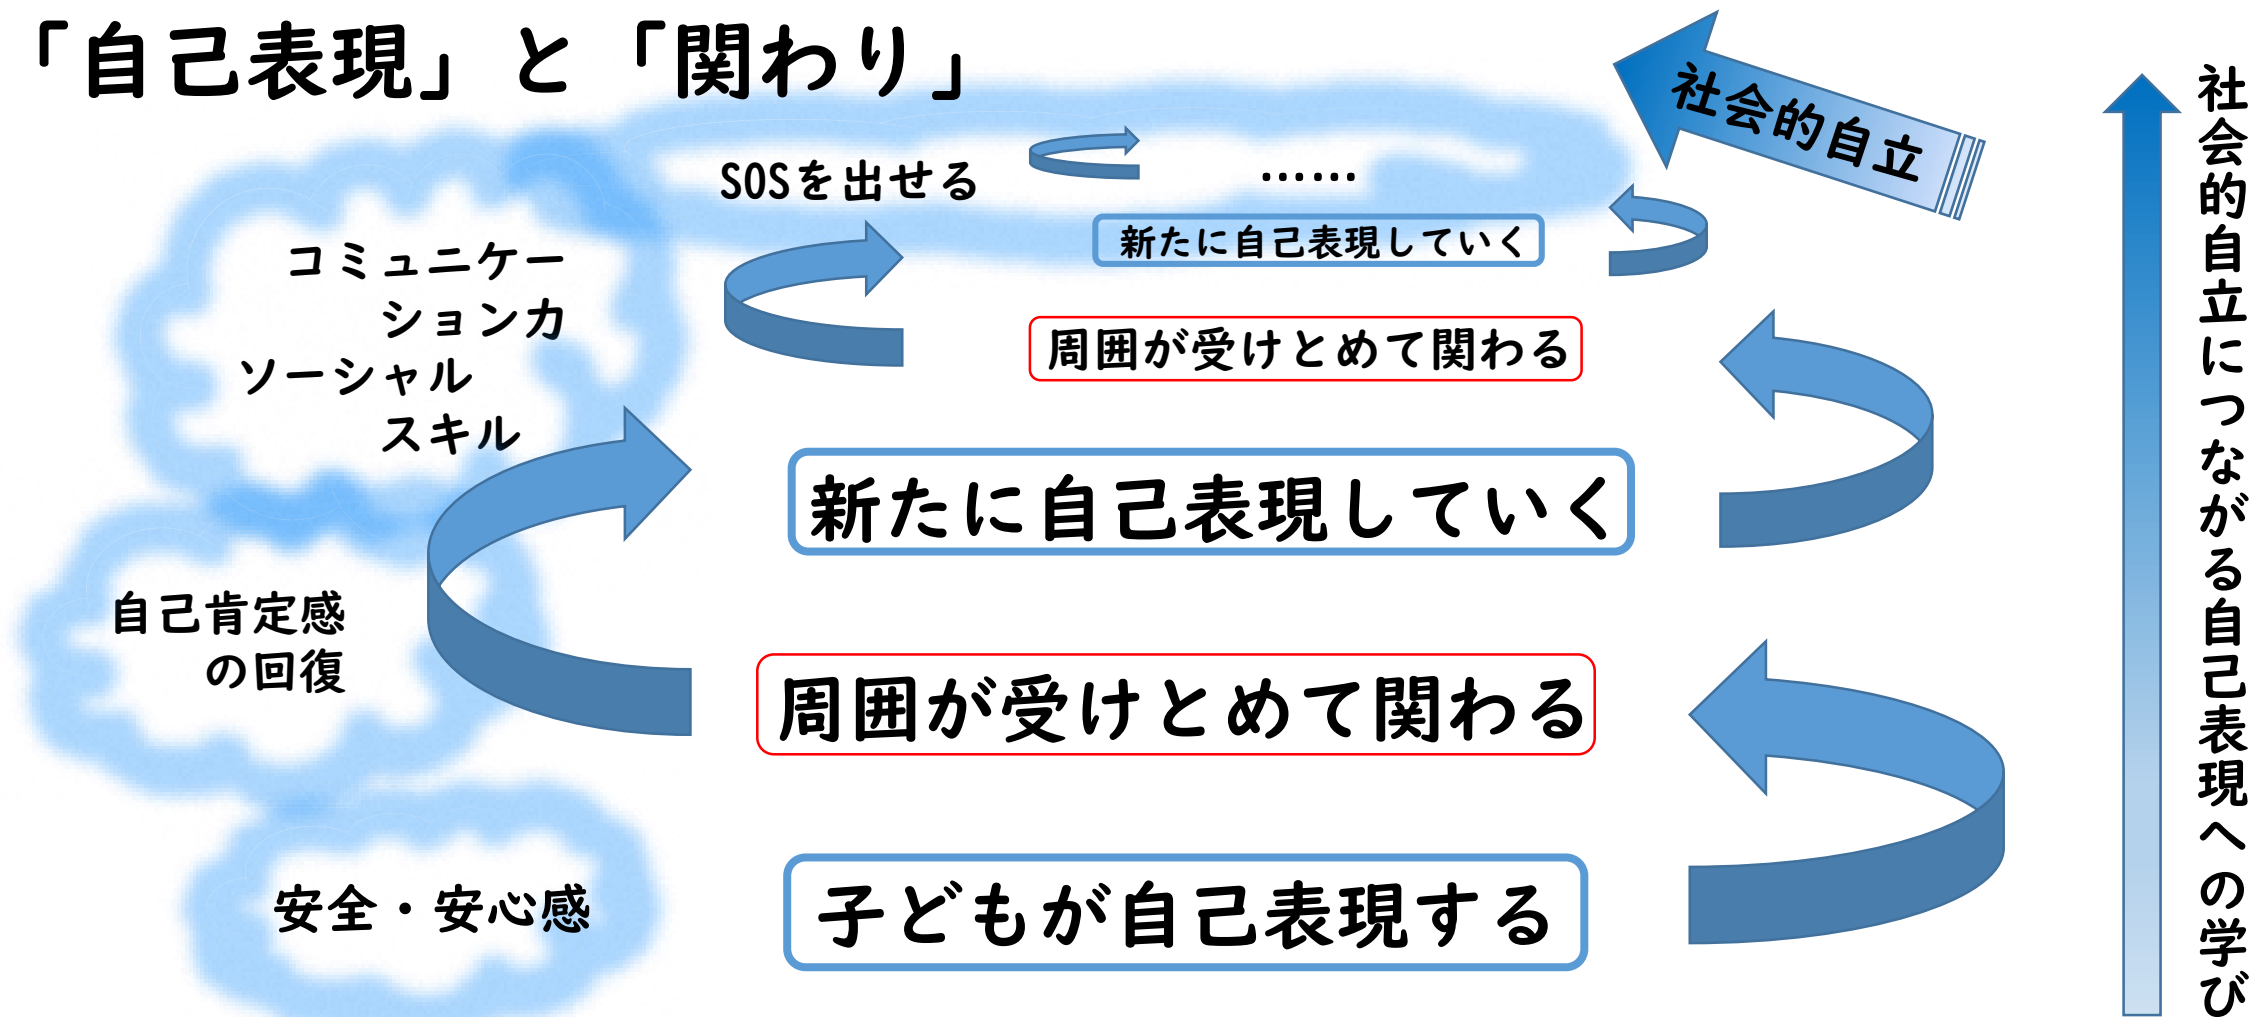 「自己表現」と「関わり」
社会的自立
SOSを出せる
……
新たに自己表現していく
コミュニケー
ション力
ソーシャル
スキル
周囲が受けとめて関わる
新たに自己表現していく
自己肯定感
の回復
周囲が受けとめて関わる
安全・安心感
子どもが自己表現する
社会的自立につながる自己表現への学び